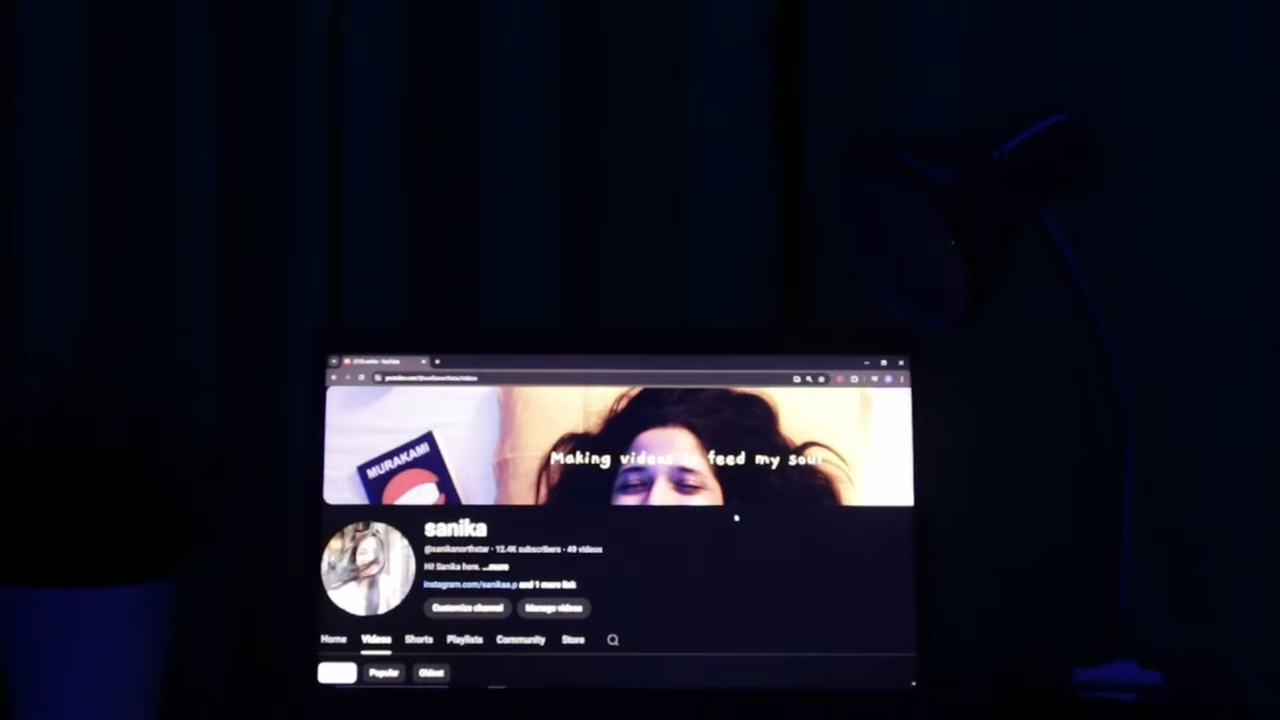 MURAKAMI
Making videos to feed my soul
sanika
@sanikanorthstar · 12.4K subscribers · 49 videos
Hi! Sanika here. ...more
instagram.com/sanikaa.p and 1 more link
Customize channel Manage videos
Home Videos Shorts Playlists Community Store
Popular Oldest